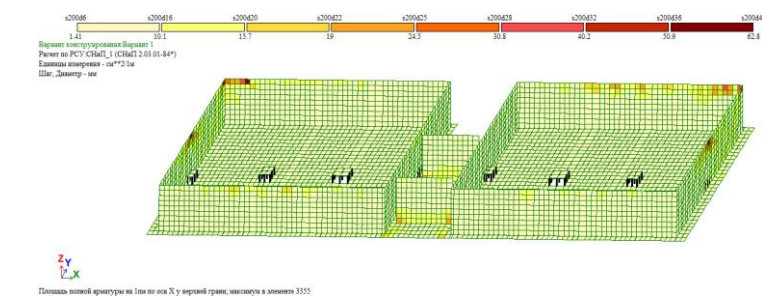 s200d6 s200d16 s200d20 s200d22 s200d25 s200d28 s200d32 s200d36 s200d4
1.41 10.1 15.7 19 24.5 30.8 40.2 50.9 62.8
Вариант конструирования:Вариант 1
Расчет по РСУ:СНиП_1 (СНиП 2.03.01-84*)
Единицы измерения - см**2/1м
Шаг, Диаметр - мм
Z
Y
X
Площадь полной арматуры на 1пм по оси X у верхней грани; максимум в элементе 3355